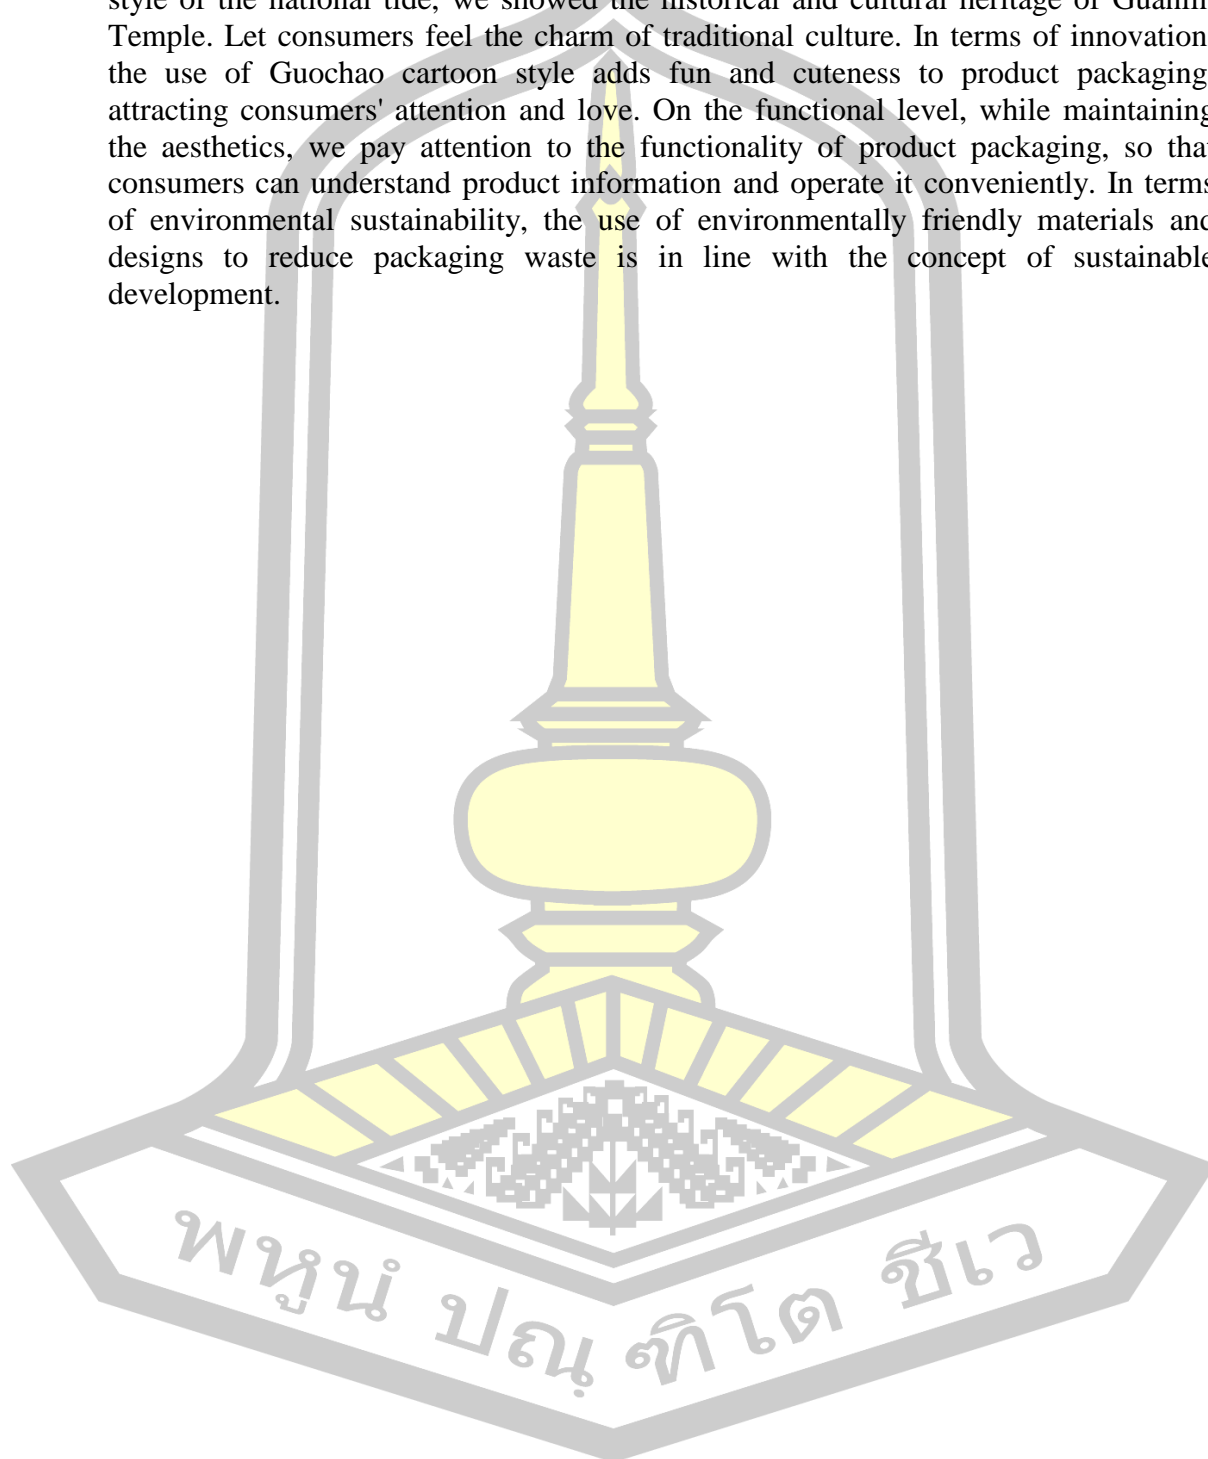 style of the national tide, we showed the historical and cultural heritage of Guanlin
Temple. Let consumers feel the charm of traditional culture. In terms of innovation
the use of Guochao cartoon style adds fun and cuteness to product packaging
attracting consumers' attention and love. On the functional level, while maintaining
the aesthetics, we pay attention to the functionality of product packaging, so that
consumers can understand product information and operate it conveniently. In terms
of environmental sustainability, the use of environmentally friendly materials and
designs to reduce packaging waste is in line with the concept of sustainable
development.
พหูนํ ปณฺฑิโต ชีเว